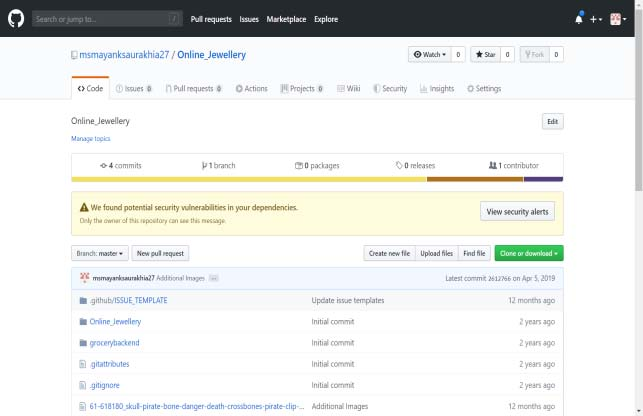 Search or jump to... /
Pull requests Issues Marketplace Explore
msmayanksaurakhia27 / Online_Jewellery
Watch 0 Star 0 Fork 0
Code Issues 0 Pull requests 0 Actions Projects 0 Wiki Security Insights Settings
Online_Jewellery Edit
Manage topics
4 commits 1 branch 0 packages 0 releases 1 contributor
We found potential security vulnerabilities in your dependencies.
Only the owner of this repository can see this message.
View security alerts
Branch: master New pull request Create new file Upload files Find file Clone or download
msmayanksaurakhia27 Additional Images ... Latest commit 2612766 on Apr 5, 2019
.github/ISSUE_TEMPLATE Update issue templates 12 months ago
Online_Jewellery Initial commit 2 years ago
grocerybackend Initial commit 2 years ago
.gitattributes Initial commit 2 years ago
.gitignore Initial commit 2 years ago
61-618180_skull-pirate-bone-danger-death-crossbones-pirate-clip-... Additional Images 12 months ago